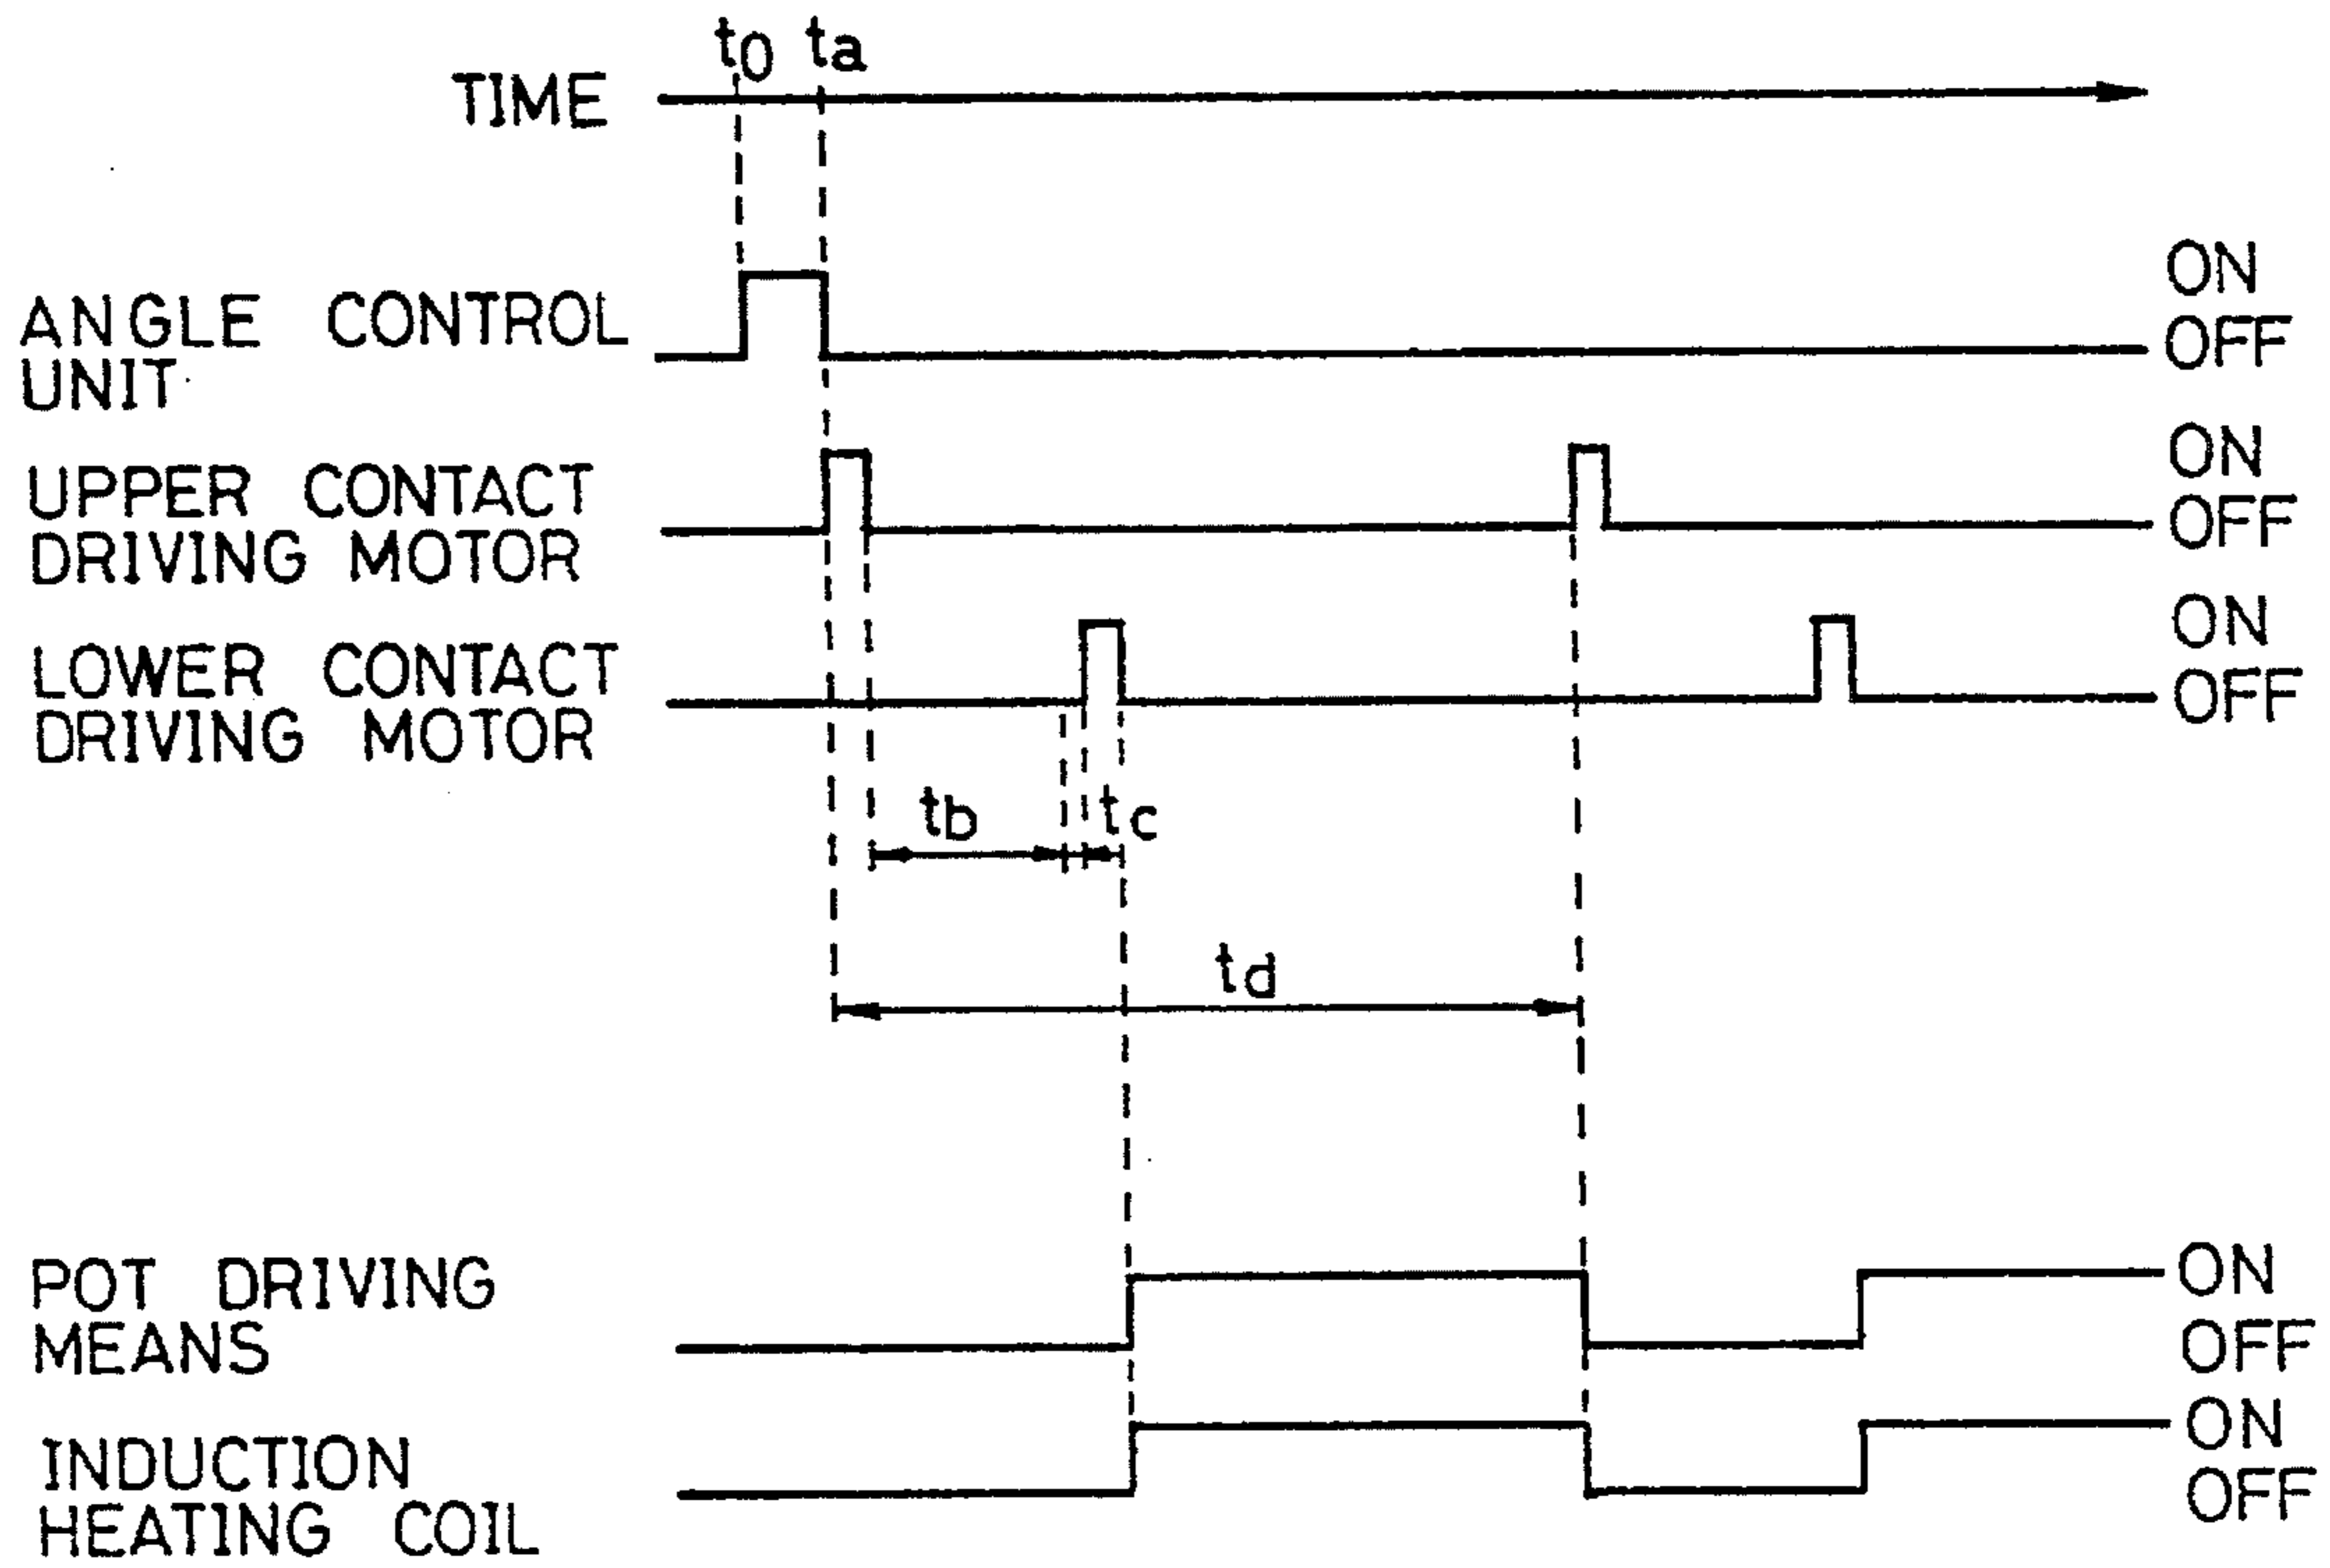 t0 ta
TIME
ON
ANGLE CONTROL
UNIT
OFF
ON
UPPER CONTACT
DRIVING MOTOR
OFF
ON
LOWER CONTACT
DRIVING MOTOR
OFF
tb tc
td
POT DRIVING
MEANS
ON
OFF
INDUCTION
HEATING COIL
ON
OFF